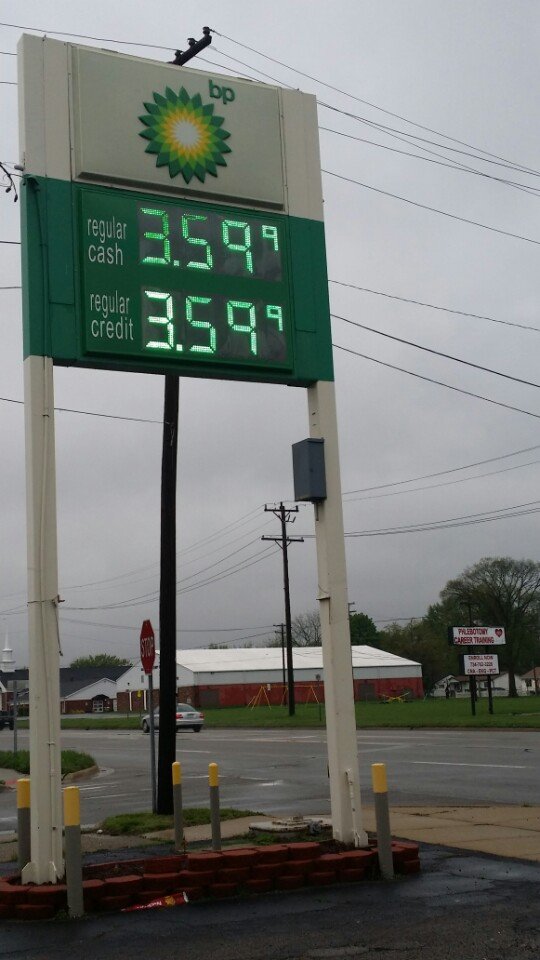 bp
regular cash 3.59 9
regular credit 3.59 9
STOP
PHLEBOTOMY
CAREER TRAINING
ENROLL NOW